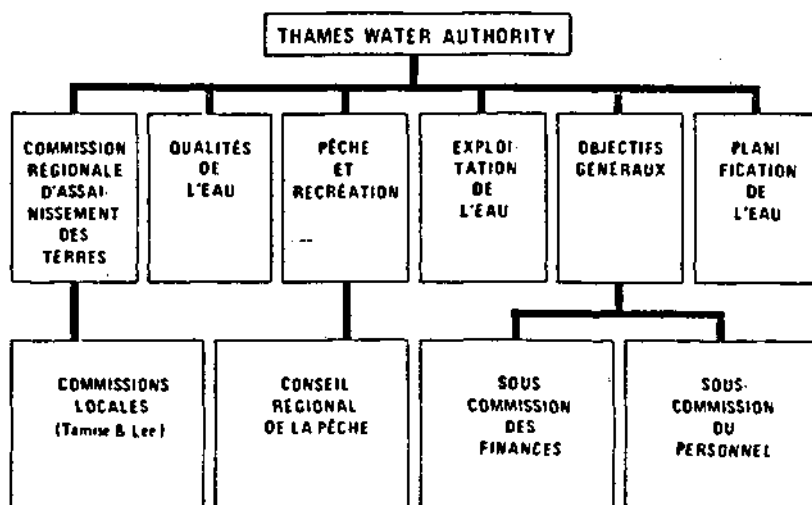 THAMES WATER AUTHORITY
COMMISSION
RÉGIONALE
D'ASSAI-
NISSEMENT
DES
TERRES
QUALITÉS
DE
L'EAU
PÊCHE
ET
RECRÉATION
EXPLOI-
TATION
DE
L'EAU
OBJECTIFS
GÉNÉRAUX
PLANI
FICATION
DE
L'EAU
COMMISSIONS
LOCALES
(Tamise & Lee)
CONSEIL
RÉGIONAL
DE LA PÊCHE
SOUS
COMMISSION
DES
FINANCES
SOUS-
COMMISSION
DU
PERSONNEL